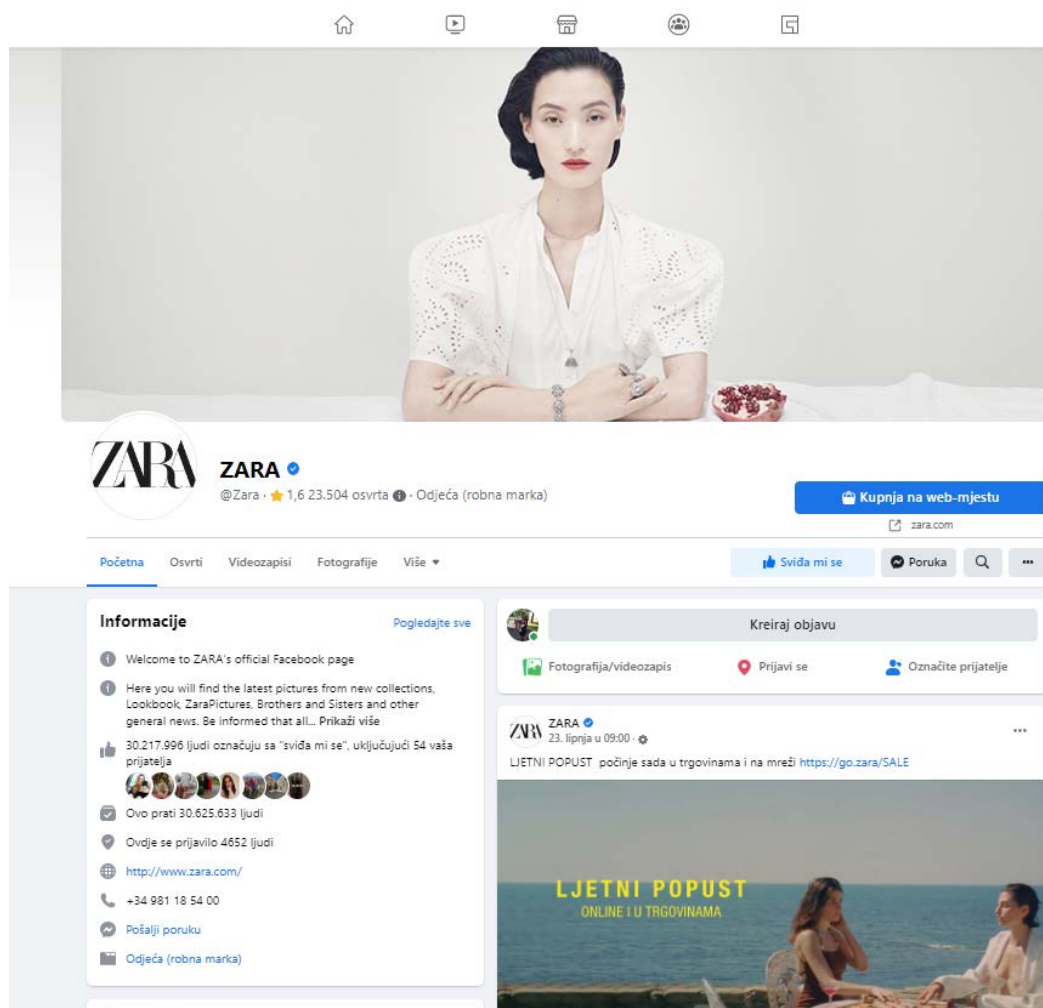 ZARA
ZARA
@Zara · 1,6 23.504 osvrta · Odjeća (robna marka)
Kupnja na web-mjestu
zara.com
Početna Osvrti Videozapisi Fotografije Više
Sviđa mi se Poruka
Informacije Pogledajte sve
Welcome to ZARA's official Facebook page
Here you will find the latest pictures from new collections,
Lookbook, ZaraPictures, Brothers and Sisters and other
general news. Be informed that all... Prikaži više
30.217.996 ljudi označuju sa "sviđa mi se", uključujući 54 vaša
prijatelja
Ovo prati 30.625.633 ljudi
Ovdje se prijavilo 4652 ljudi
http://www.zara.com/
+34 981 18 54 00
Pošalji poruku
Odjeća (robna marka)
Kreiraj objavu
Fotografija/videozapis Prijavi se Označite prijatelje
ZARA
ZARA
23. lipnja u 09:00 ·
LJETNI POPUST počinje sada u trgovinama i na mreži https://go.zara/SALE
LJETNI POPUST
ONLINE I U TRGOVINAMA